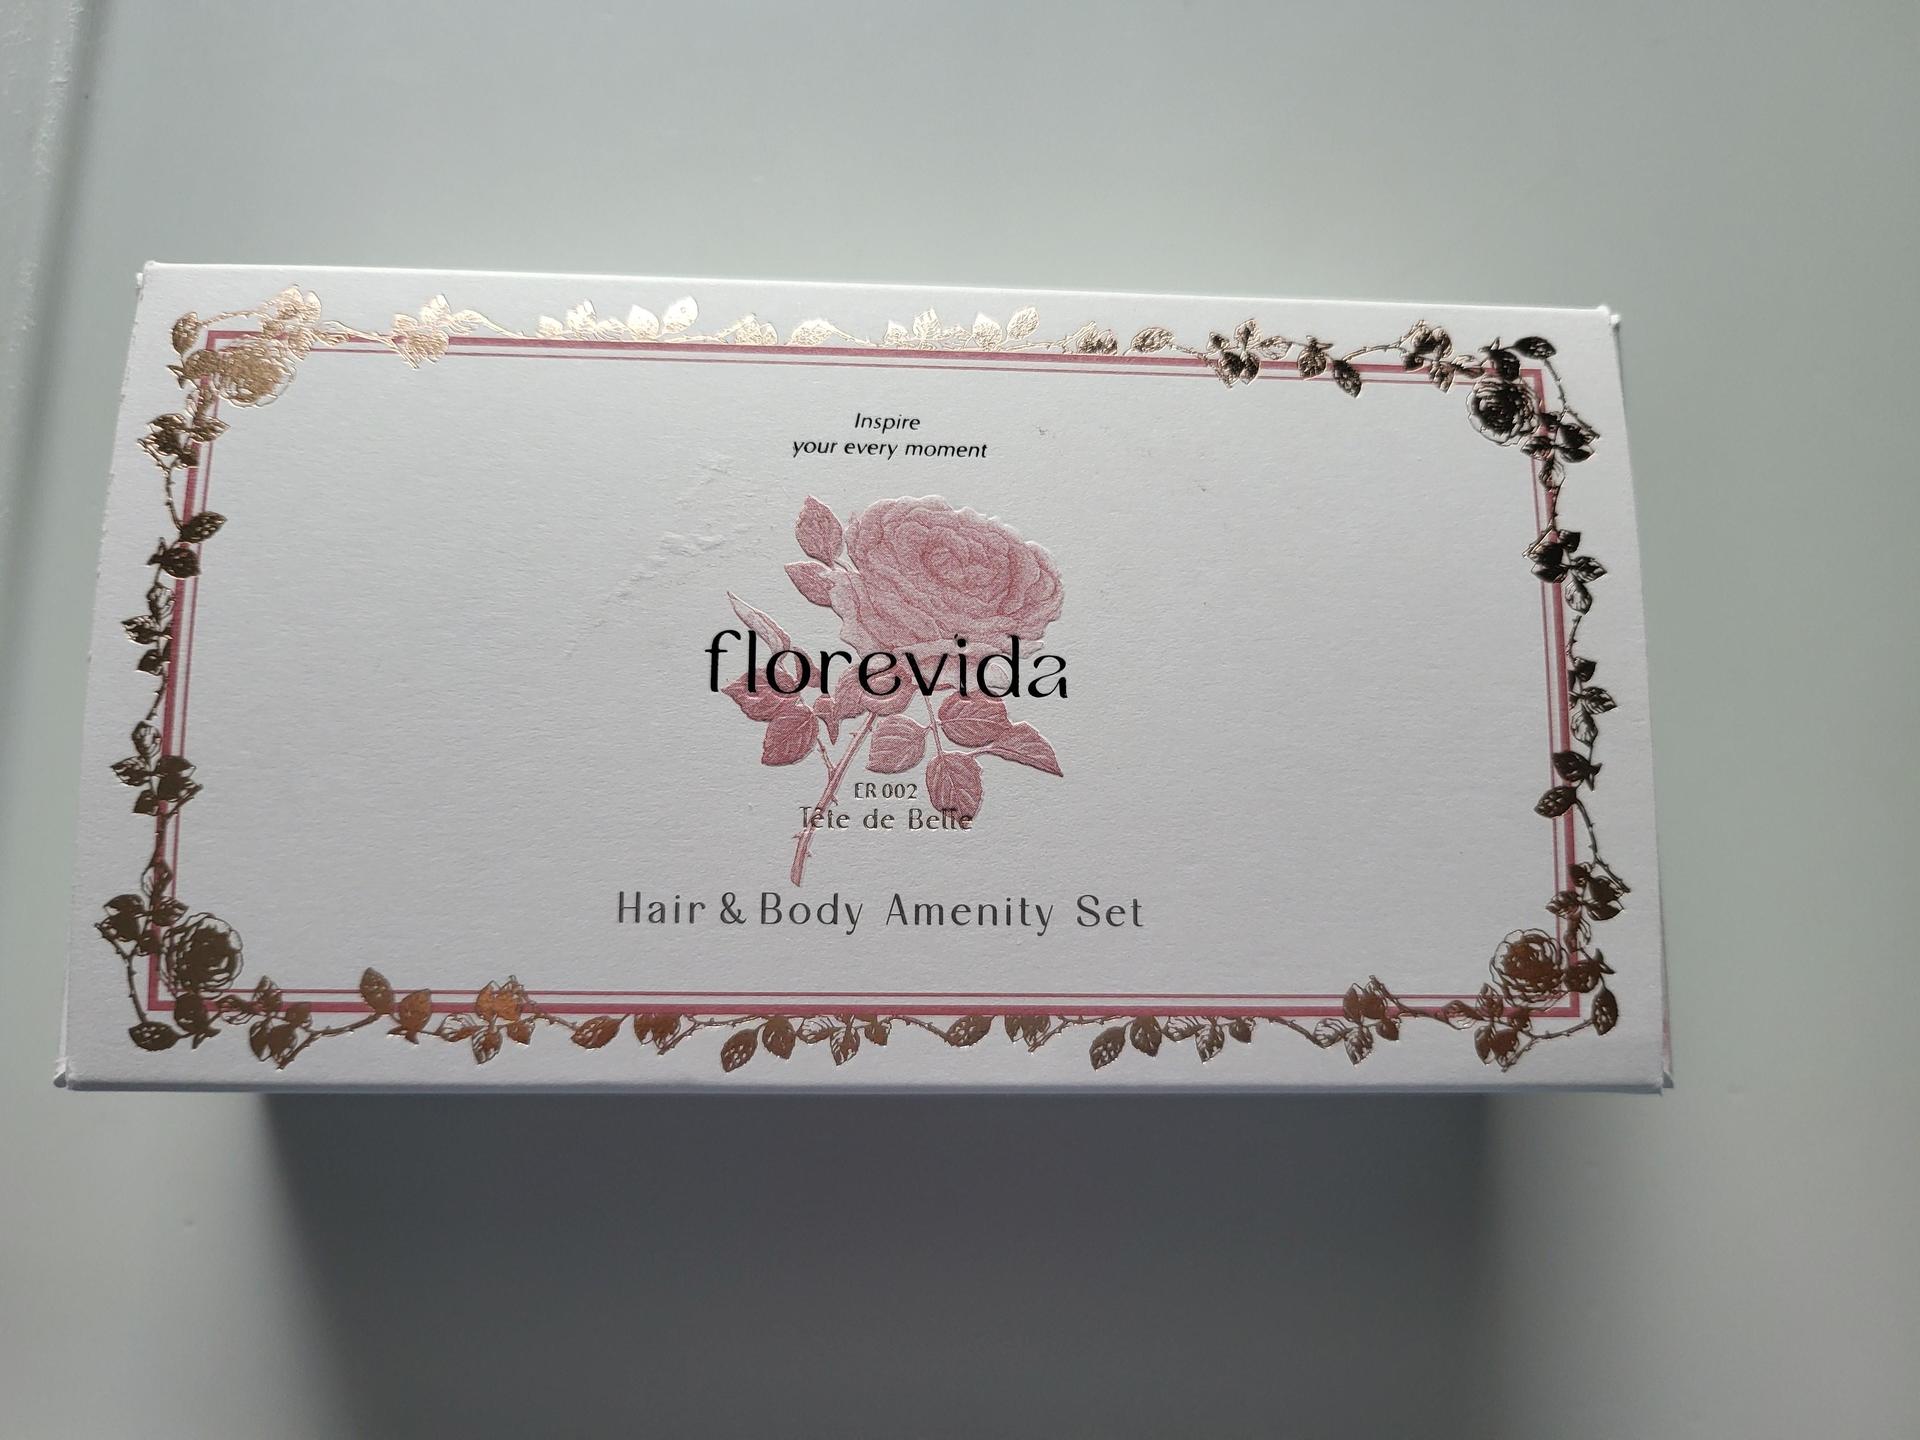 Inspire
your every moment
florevida
ER 002
Tête de Belle
Hair & Body Amenity Set